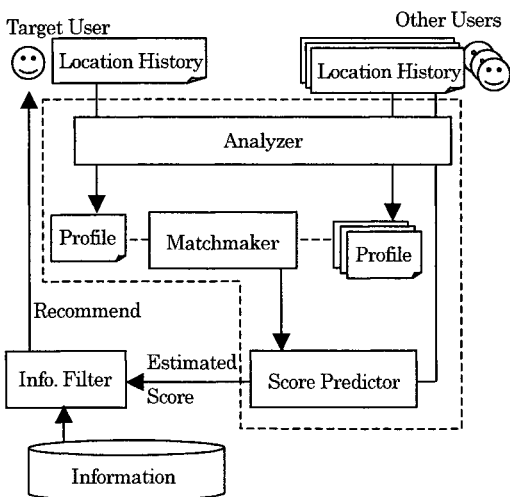 Target User
Other Users
Location History
Location History
Analyzer
Profile
Matchmaker
Profile
Recommend
Info. Filter
Estimated
Score
Score Predictor
Information